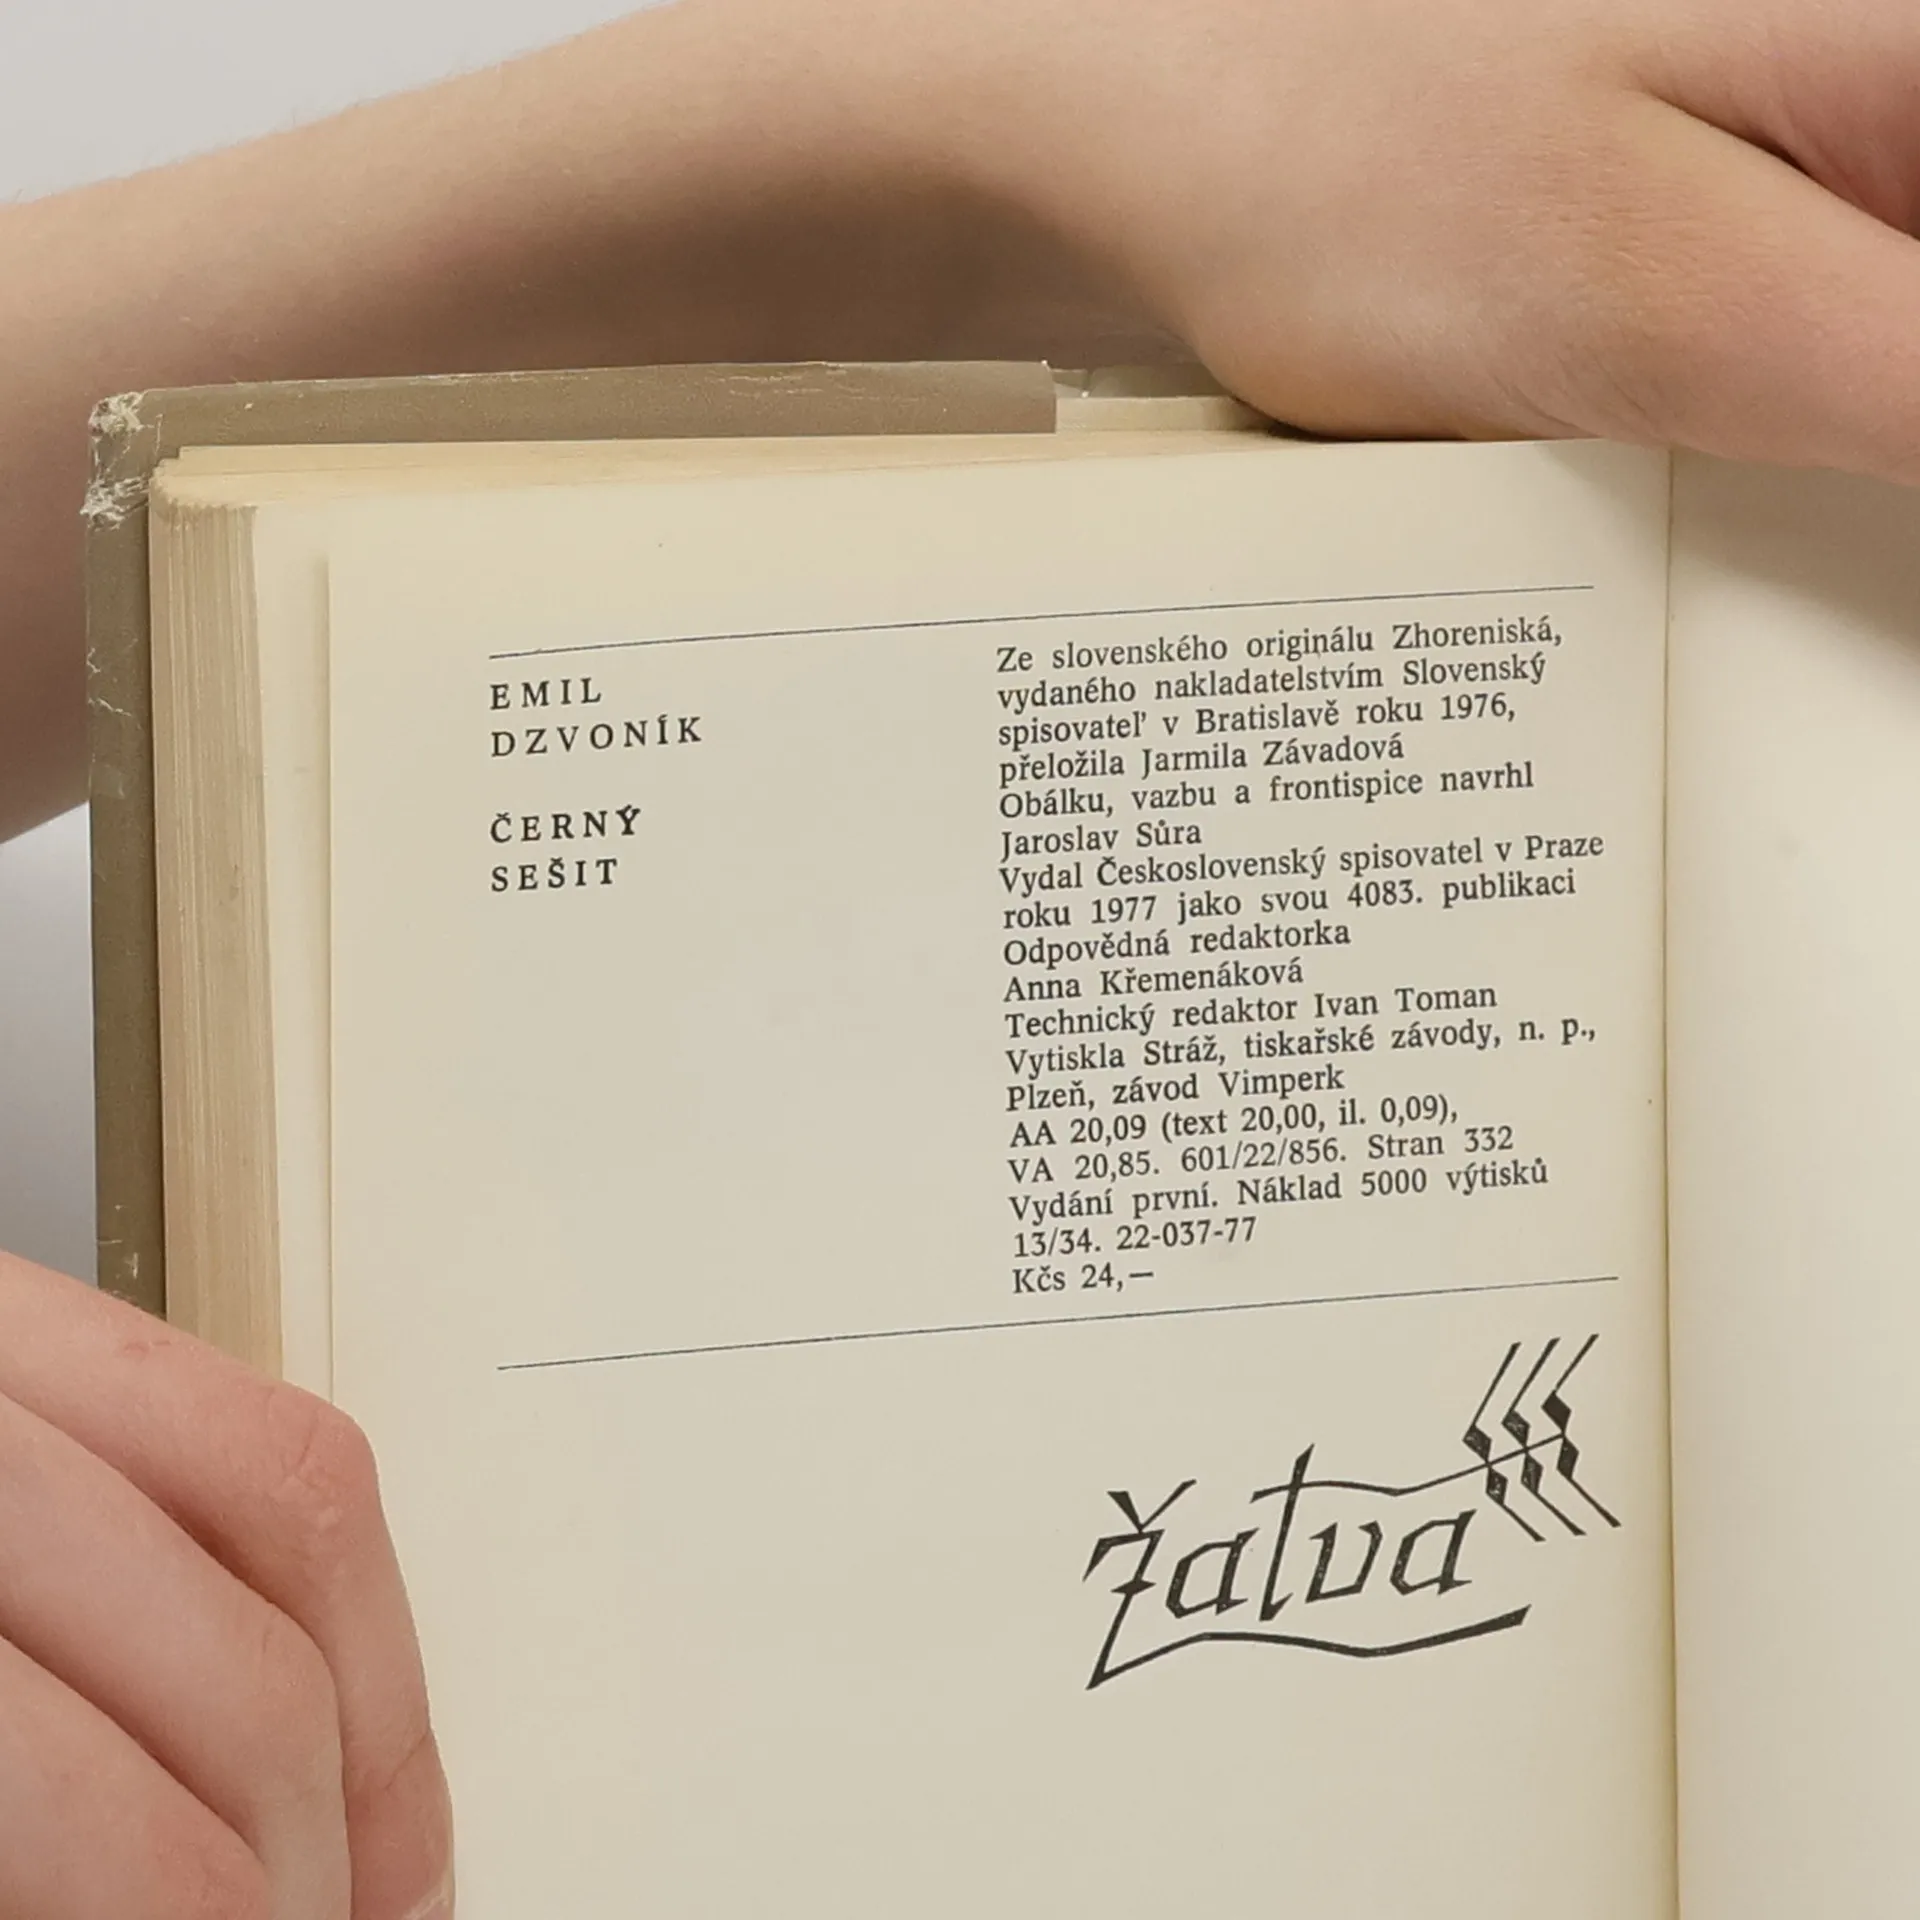 EMIL
DZVONÍK
ČERNÝ
SEŠIT
Ze slovenského originálu Zhoreniská,
vydaného nakladatelstvím Slovenský
spisovateľ v Bratislavě roku 1976,
přeložila Jarmila Závadová
Obálku, vazbu a frontispice navrhl
Jaroslav Sůra
Vydal Československý spisovatel v Praze
roku 1977 jako svou 4083. publikaci
Odpovědná redaktorka
Anna Křemenáková
Technický redaktor Ivan Toman
Vytiskla Stráž, tiskařské závody, n. p.,
Plzeň, závod Vimperk
AA 20,09 (text 20,00, il. 0,09),
VA 20,85. 601/22/856. Stran 332
Vydání první. Náklad 5000 výtisků
13/34. 22-037-77
Kčs 24,—
Žatva